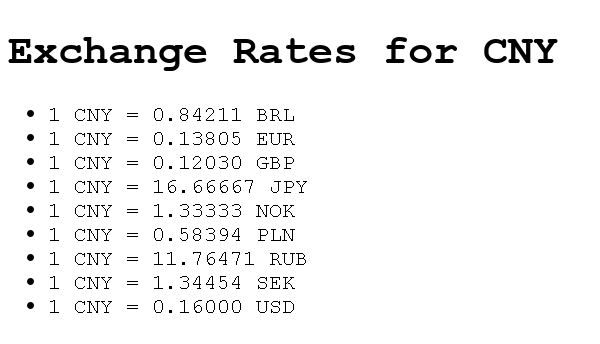 Exchange Rates for CNY
• 1 CNY = 0.84211 BRL
• 1 CNY = 0.13805 EUR
• 1 CNY = 0.12030 GBP
• 1 CNY = 16.66667 JPY
• 1 CNY = 1.33333 NOK
• 1 CNY = 0.58394 PLN
• 1 CNY = 11.76471 RUB
• 1 CNY = 1.34454 SEK
• 1 CNY = 0.16000 USD